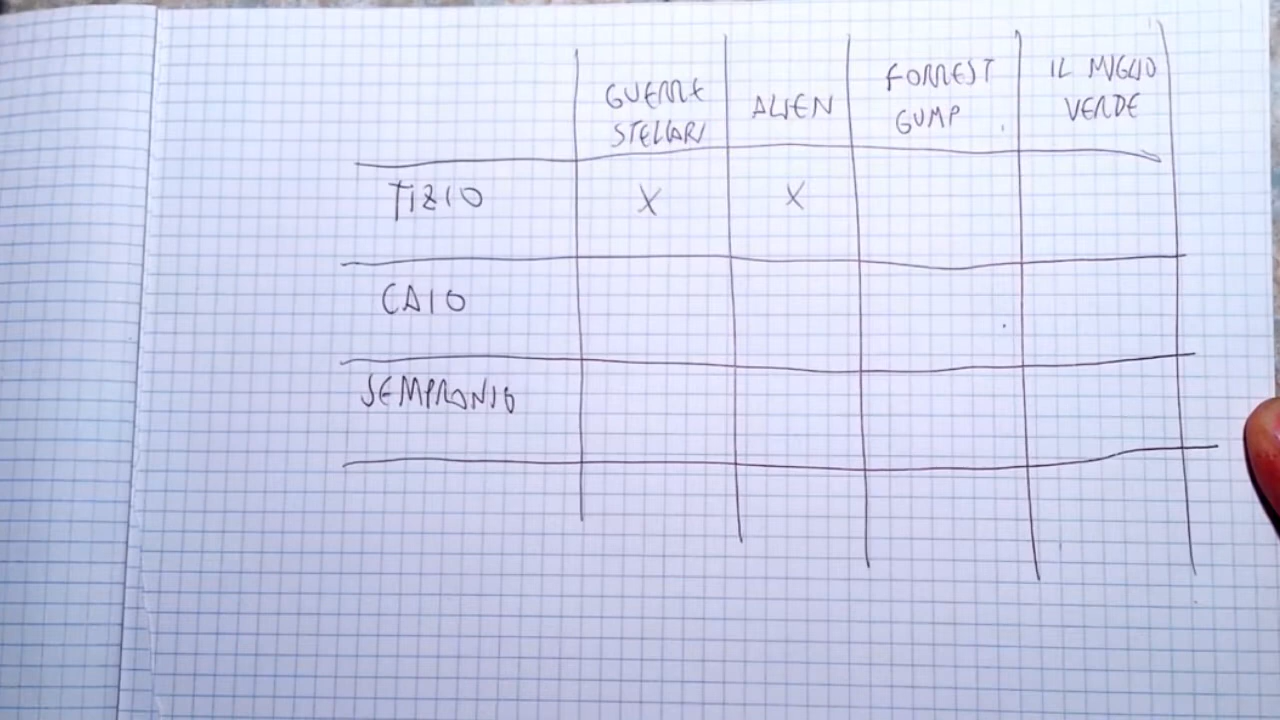 GUERRE
STELLARI
ALIEN
FORREST
GUMP
IL MIGLIO
VERDE
TIZIO
X
X
CAIO
SEMPRONIO